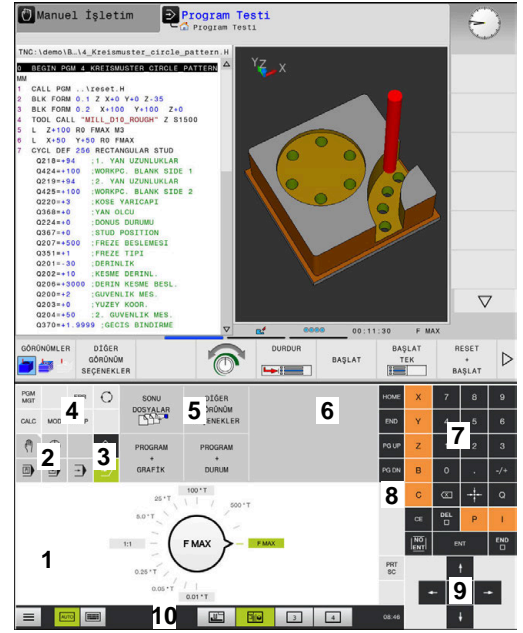 Manuel İşletim
Program Testi
Program Testi
TNC:\demo\B…\4_Kreismuster_circle_pattern.H
0 BEGIN PGM 4_KREISMUSTER_CIRCLE_PATTERN
MM
1 CALL PGM ..\reset.H
2 BLK FORM 0.1 Z X+0 Y+0 Z-35
3 BLK FORM 0.2 X+100 Y+100 Z+0
4 TOOL CALL "MILL_D10_ROUGH" Z S1500
5 L Z+100 R0 FMAX M3
6 L X+50 Y+50 R0 FMAX
7 CYCL DEF 256 RECTANGULAR STUD
Q218=+94 ;1. YAN UZUNLUKLAR
Q424=+100 ;WORKPC. BLANK SIDE 1
Q219=+94 ;2. YAN UZUNLUKLAR
Q425=+100 ;WORKPC. BLANK SIDE 2
Q220=+3 ;KOSE YARICAPI
Q368=+0 ;YAN OLCU
Q224=+0 ;DONUS DURUMU
Q367=+0 ;STUD POSITION
Q207=+500 ;FREZE BESLEMESI
Q351=+1 ;FREZE TIPI
Q201=-30 ;DERINLIK
Q202=+10 ;KESME DERINL.
Q206=+3000 ;DERIN KESME BESL.
Q200=+2 ;GUVENLIK MES.
Q203=+0 ;YUZEY KOOR.
Q204=+50 ;2. GUVENLIK MES.
Q370=+1.9999 ;GECIS BINDIRME
Y Z X
00:11:30 F MAX
GÖRÜNÜMLER
DİĞER
GÖRÜNÜM
SEÇENEKLER
DURDUR
BAŞLAT
BAŞLAT
TEK
RESET
+
BAŞLAT
PGM
MGT
CALC
4
2
3
SONU
DOSYALAR
5
PROGRAM
+
GRAFİK
PROGRAM
+
DURUM
6
HOME X 7 8 9
END Y 4 5 6
7
PG UP Z 1 2 3
PG DN B 0 . -/+
8
C Q
CE DEL P I
NO
ENT
ENT
END
PRT
SC
9
1
100°T
25°T
500°T
5.0°T
1:1
F MAX
F MAX
0.25°T
0.05°T
0.01°T
AUTO
10
3
4
08:46